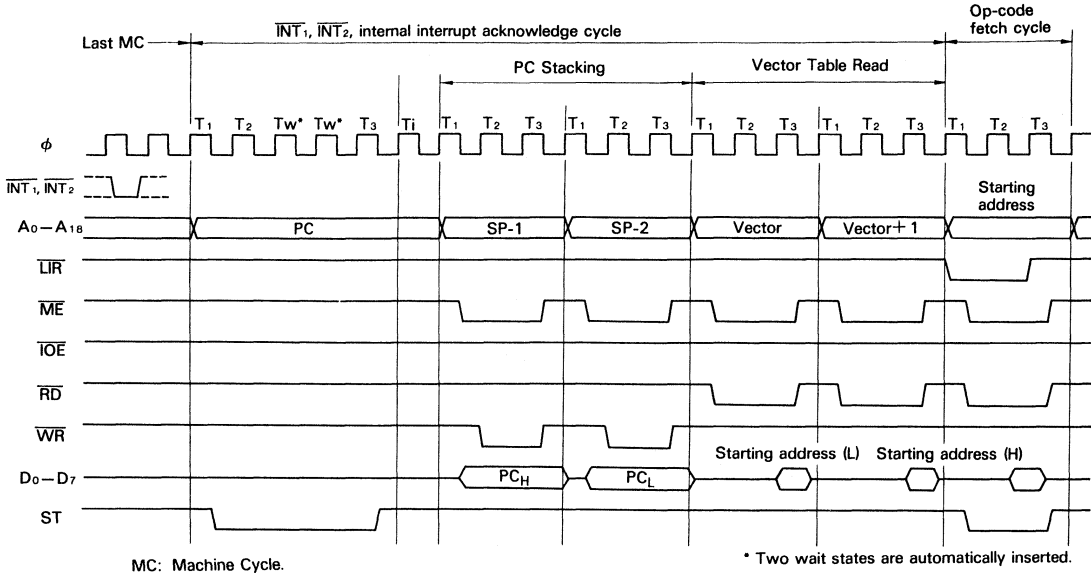 Last MC
INT1, INT2, internal interrupt acknowledge cycle
Op-code
fetch cycle
PC Stacking
Vector Table Read
T1 T2 Tw* Tw* T3 Ti T1 T2 T3 T1 T2 T3 T1 T2 T3 T1 T2 T3 T1 T2 T3
ϕ
INT1, INT2
Starting
address
A0—A18
PC
SP-1
SP-2
Vector
Vector+1
LIR
ME
IOE
RD
WR
Starting address (L)
Starting address (H)
D0—D7
PCH
PCL
ST
MC: Machine Cycle.
* Two wait states are automatically inserted.